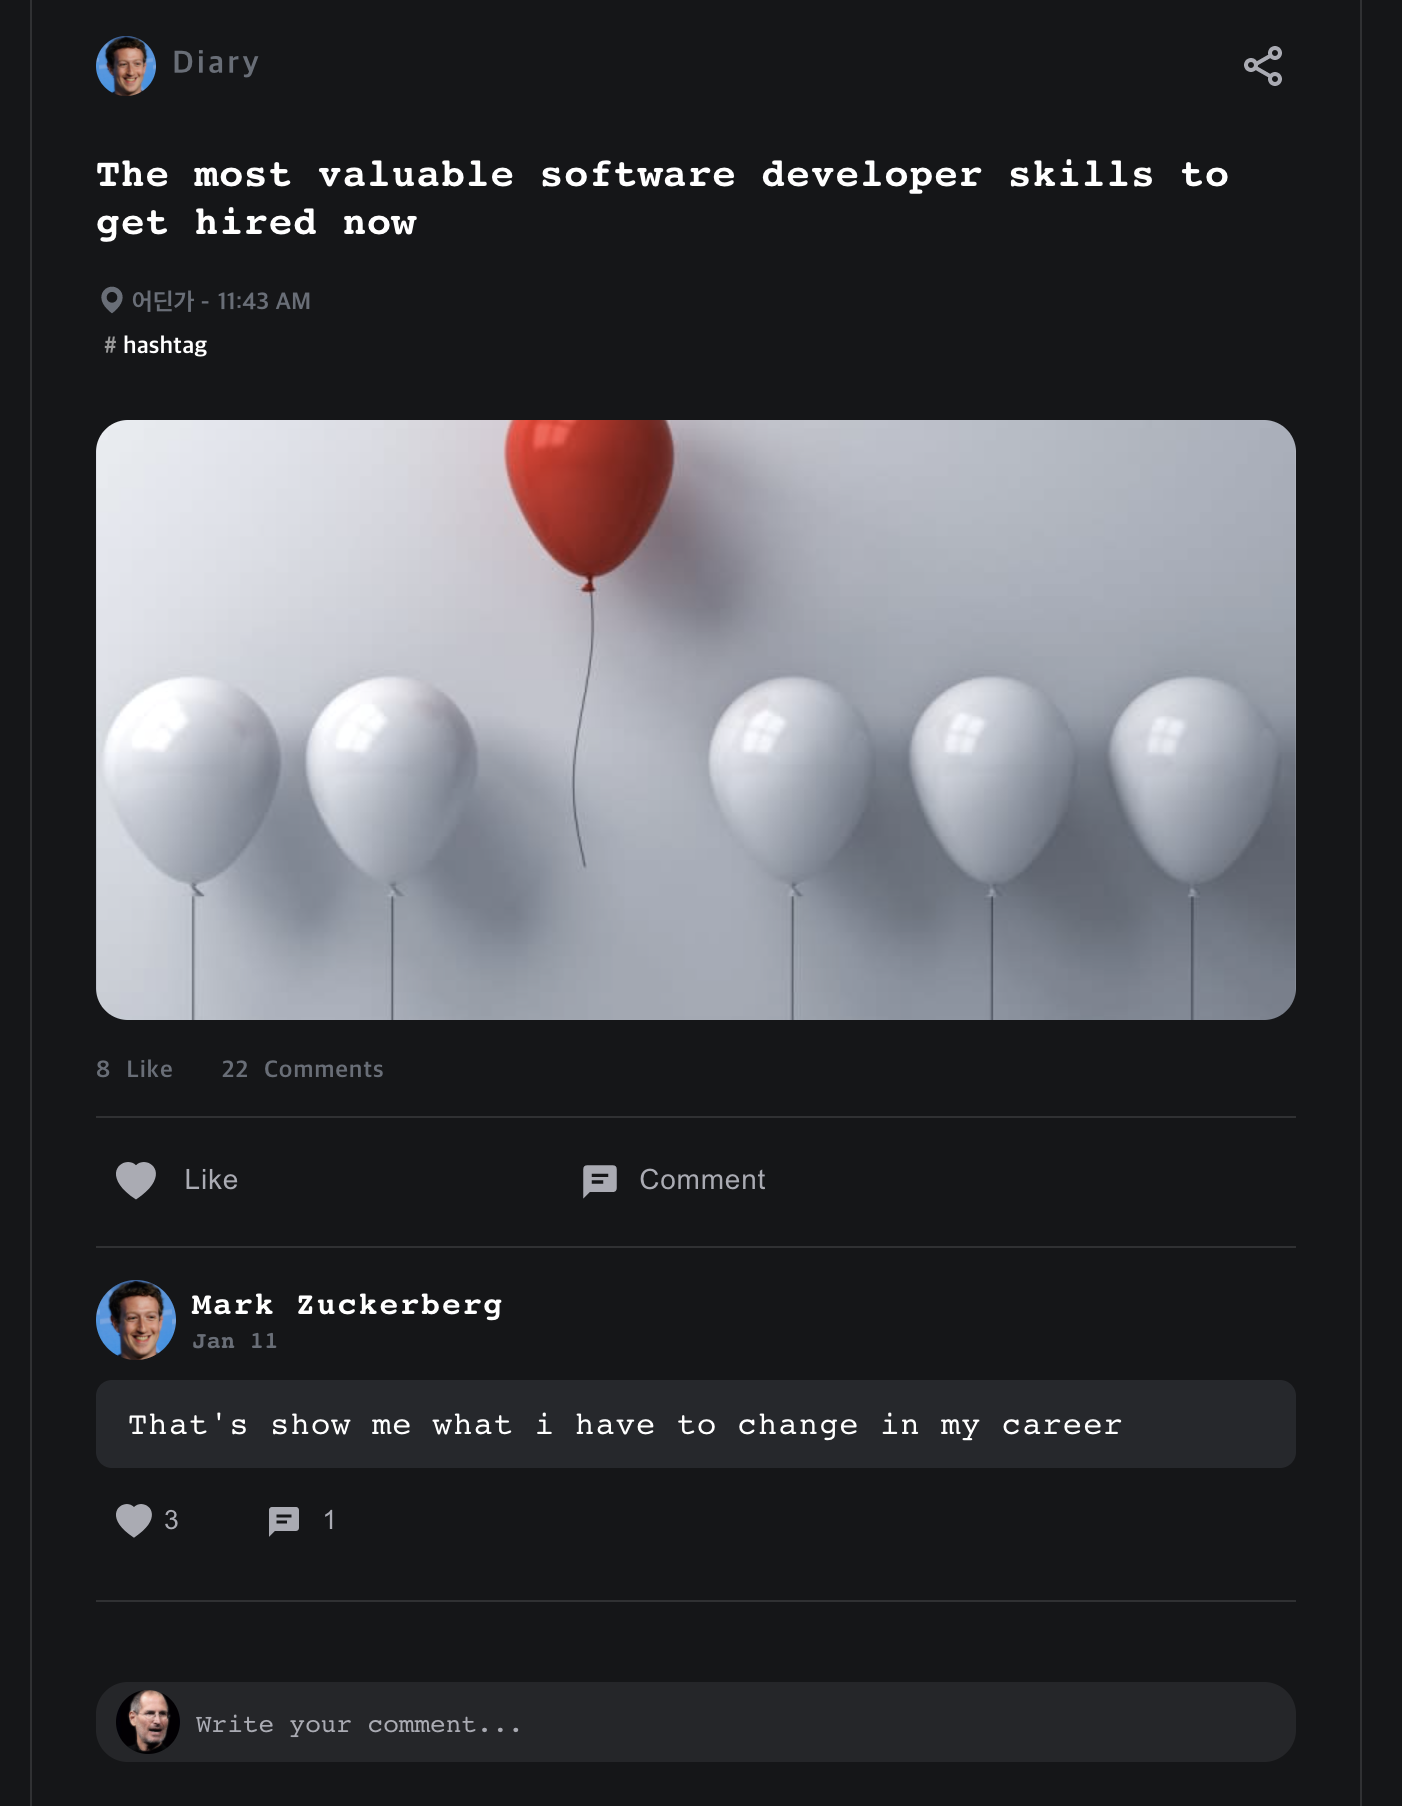 Diary
The most valuable software developer skills to
get hired now
어딘가 - 11:43 AM
# hashtag
8 Like 22 Comments
Like Comment
Mark Zuckerberg
Jan 11
That's show me what i have to change in my career
3 1
Write your comment...